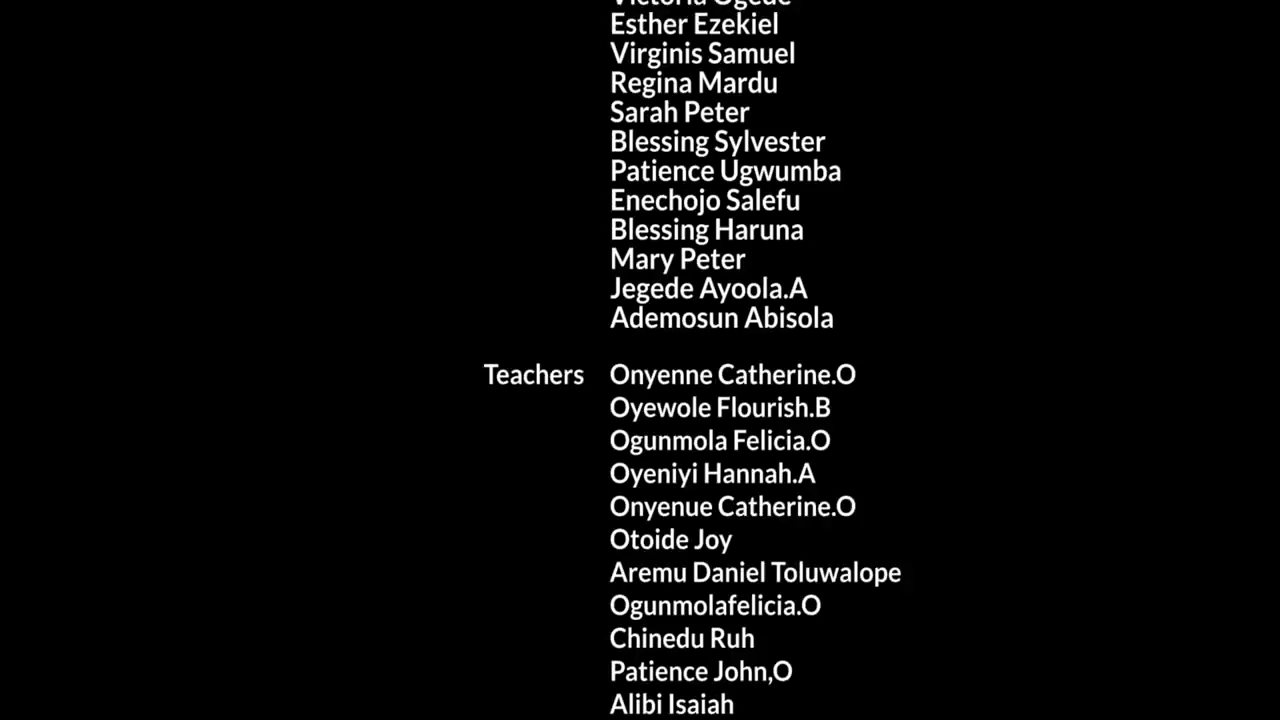 Victoria Ogede
Esther Ezekiel
Virginis Samuel
Regina Mardu
Sarah Peter
Blessing Sylvester
Patience Ugwumba
Enechojo Salefu
Blessing Haruna
Mary Peter
Jegede Ayoola.A
Ademosun Abisola
Teachers Onyenne Catherine.O
Oyewole Flourish.B
Ogunmola Felicia.O
Oyeniyi Hannah.A
Onyenue Catherine.O
Otoide Joy
Aremu Daniel Toluwalope
Ogunmolafelicia.O
Chinedu Ruh
Patience John,O
Alibi Isaiah